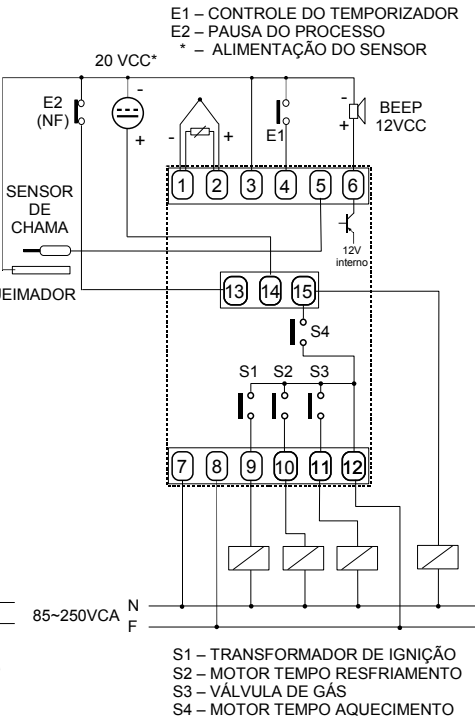 E1 – CONTROLE DO TEMPORIZADOR
E2 – PAUSA DO PROCESSO
* – ALIMENTAÇÃO DO SENSOR
20 VCC*
E2
(NF)
-
+
-
+
E1
-
+
BEEP
12VCC
1 2 3 4 5 6
SENSOR
DE
CHAMA
12V
interno
EIMADOR
13 14 15
S4
S1 S2 S3
7 8 9 10 11 12
85~250VCA
N
F
S1 – TRANSFORMADOR DE IGNIÇÃO
S2 – MOTOR TEMPO RESFRIAMENTO
S3 – VÁLVULA DE GÁS
S4 – MOTOR TEMPO AQUECIMENTO